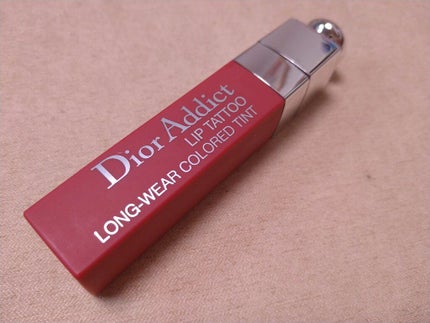 Dior Addict
LIP TATTOO
LONG-WEAR COLORED TINT